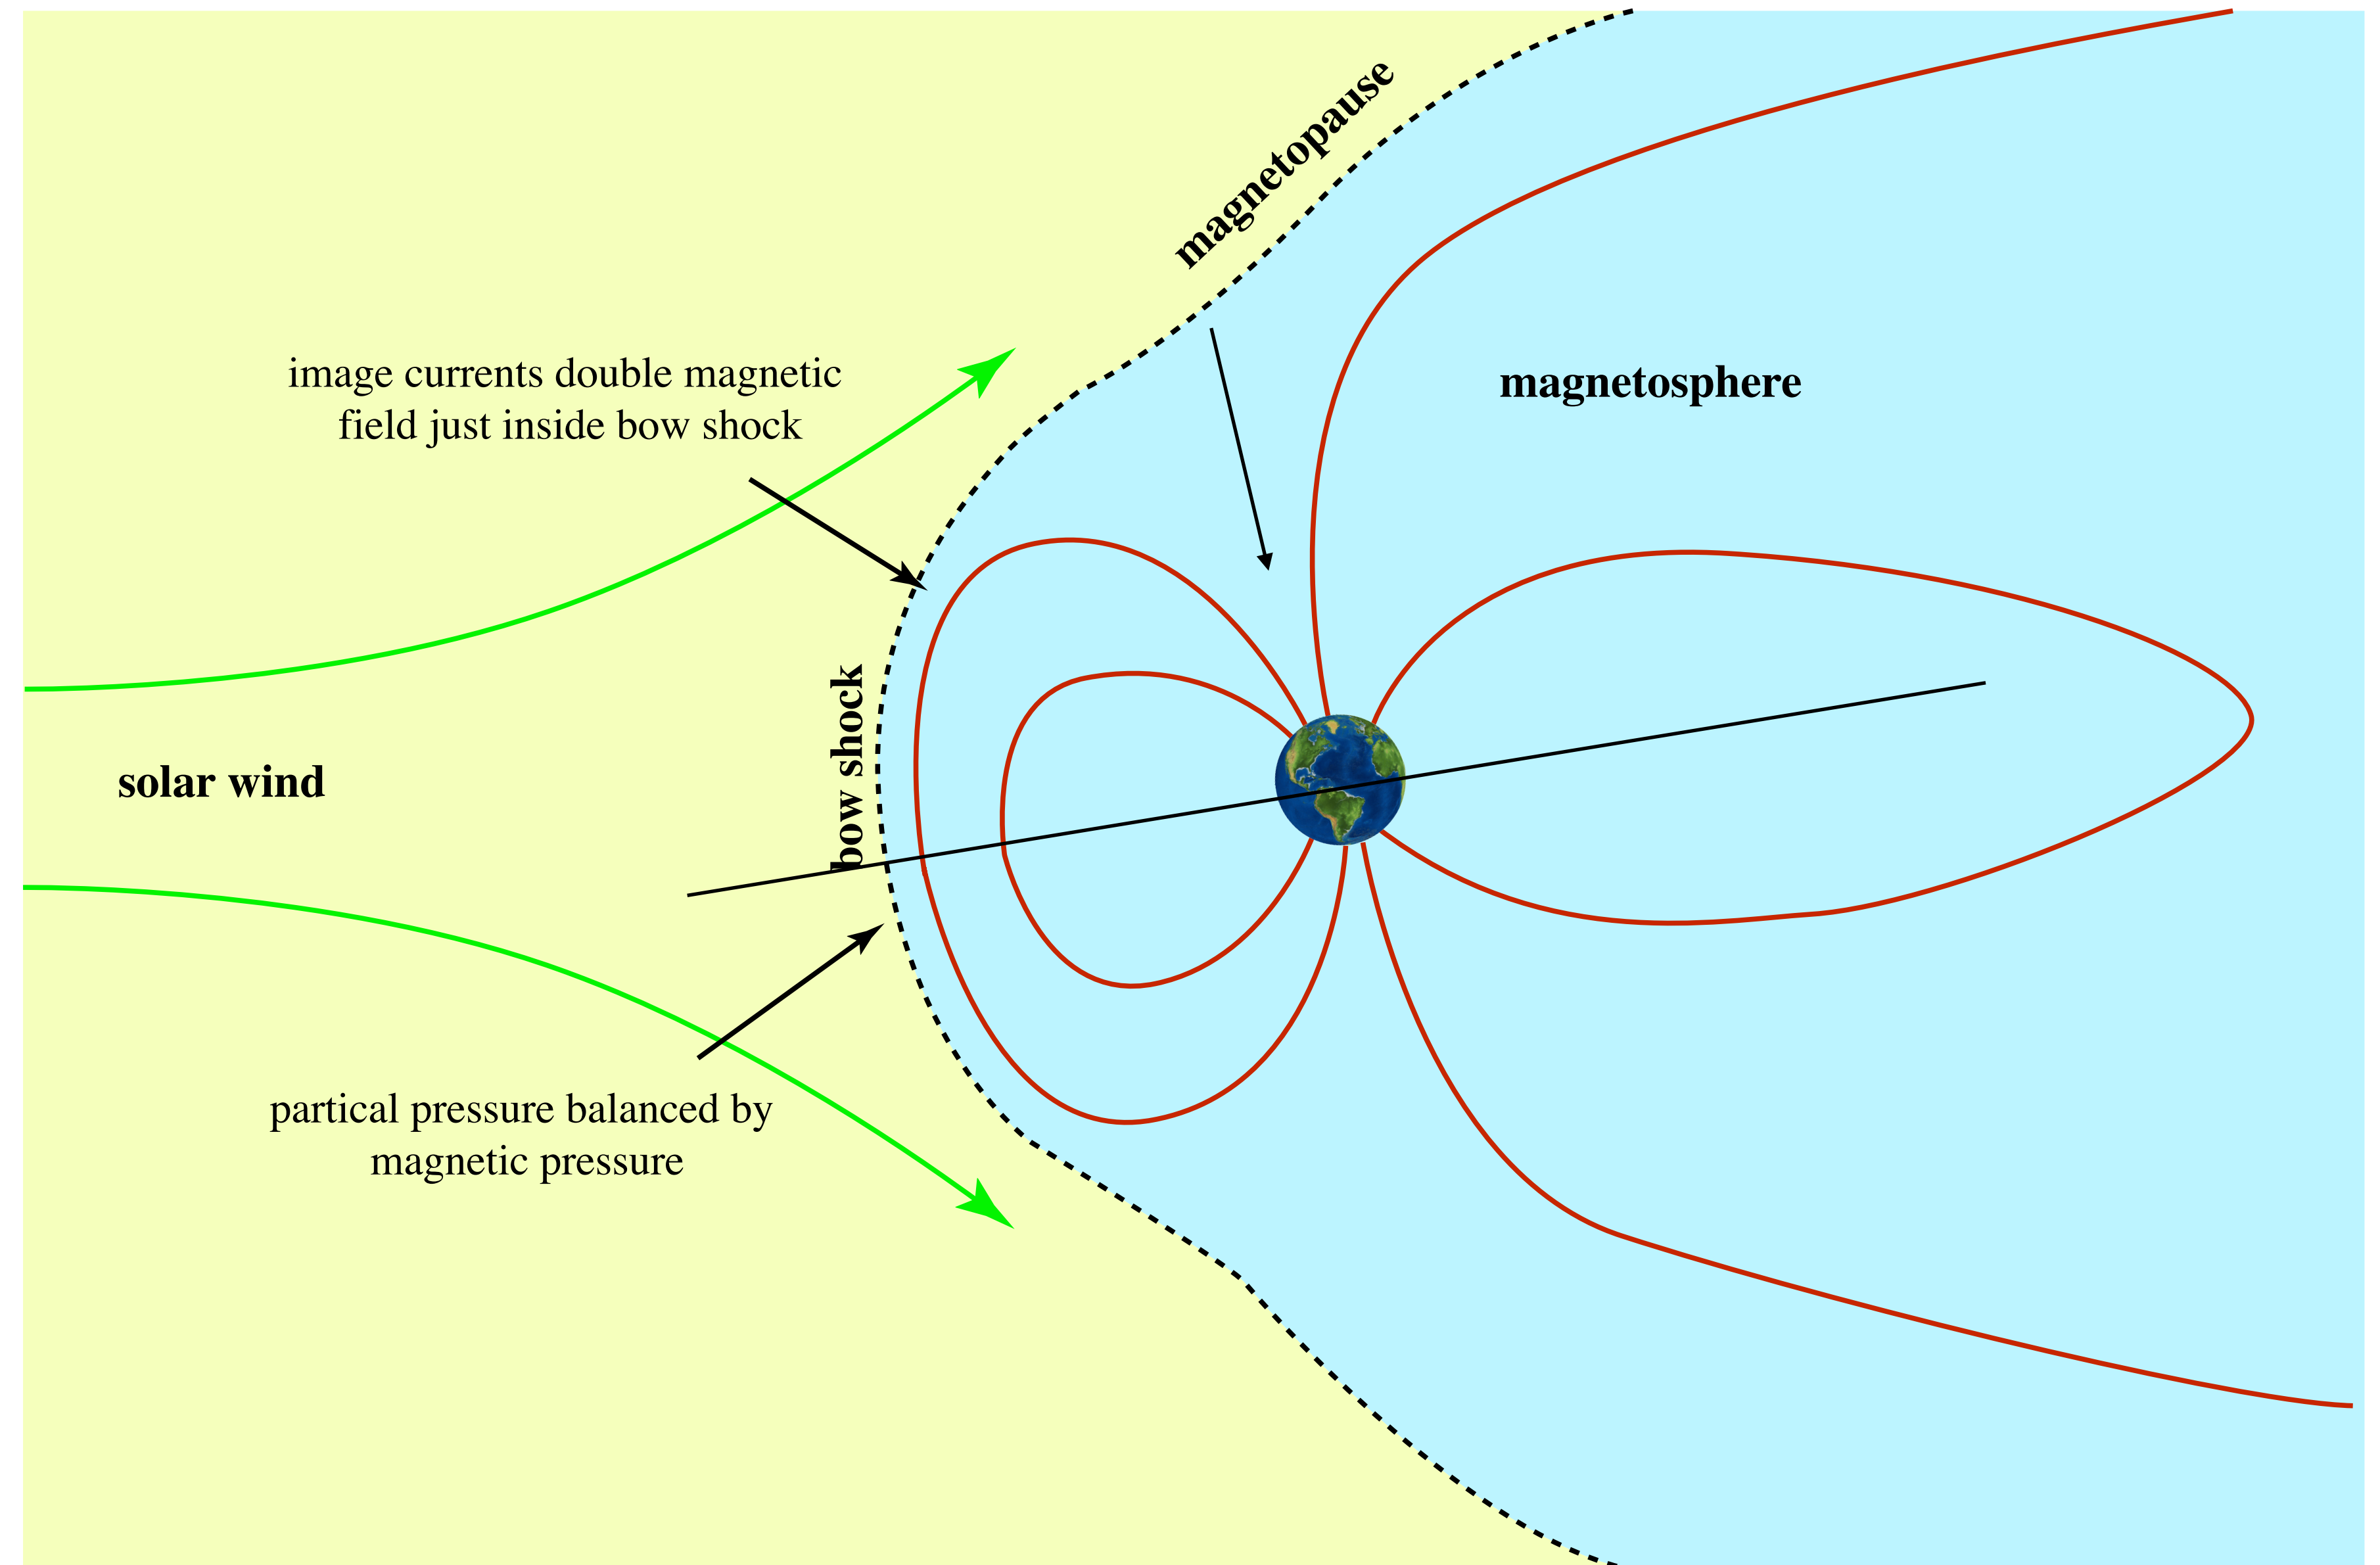 magnetopause
image currents double magnetic
field just inside bow shock
magnetosphere
bow shock
solar wind
partical pressure balanced by
magnetic pressure